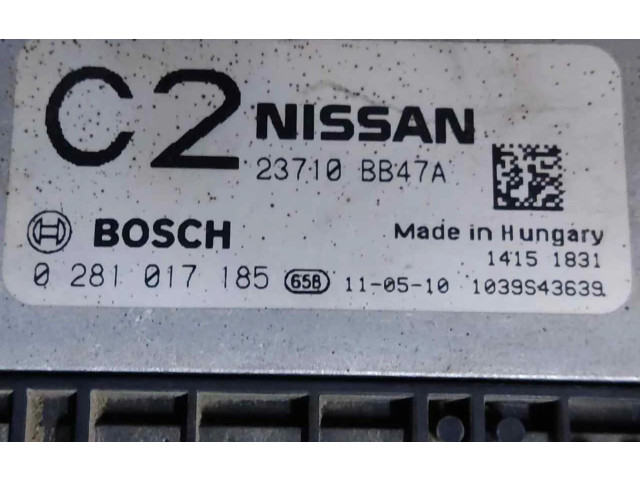 C2 NISSAN
23710 BB47A
BOSCH Made in Hungary
1415 1831
0 281 017 185 658 11-05-10 1039S43639